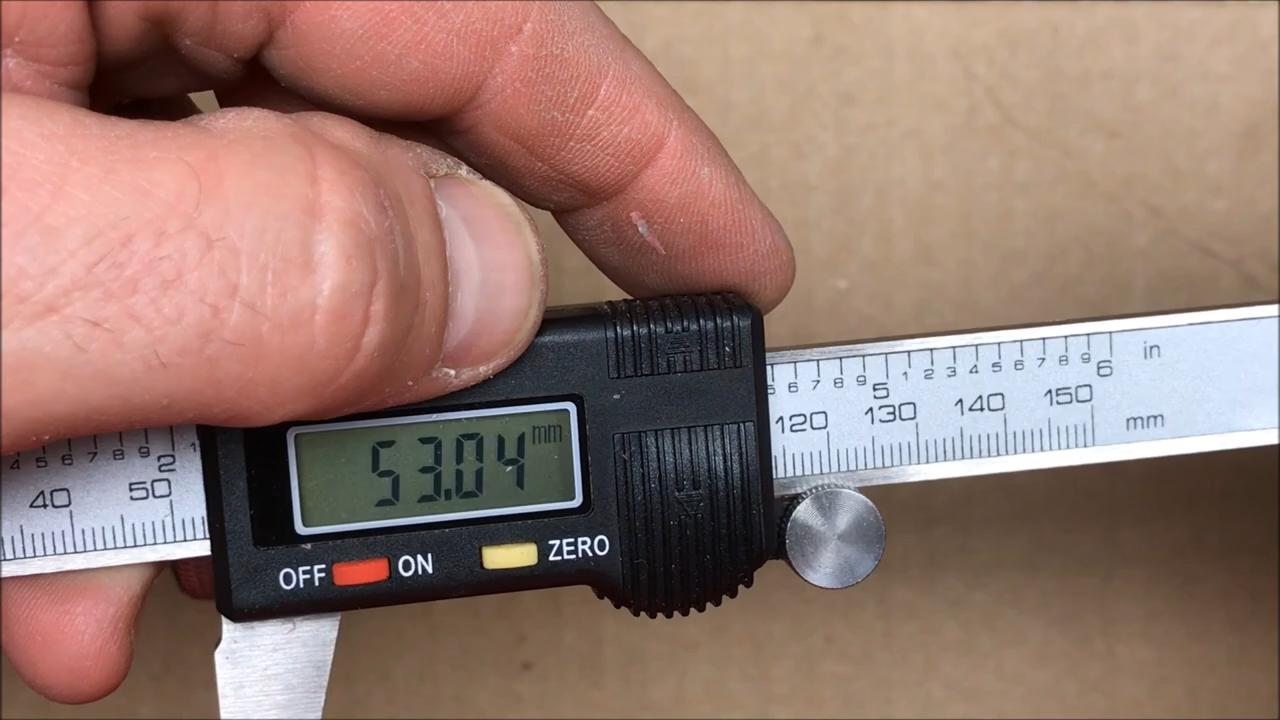 53.04 mm
OFF ON ZERO
4 5 6 7 8 9 2 1
40 50
6 7 8 9 5 1 2 3 4 5 6 7 8 9 6 in
120 130 140 150 mm